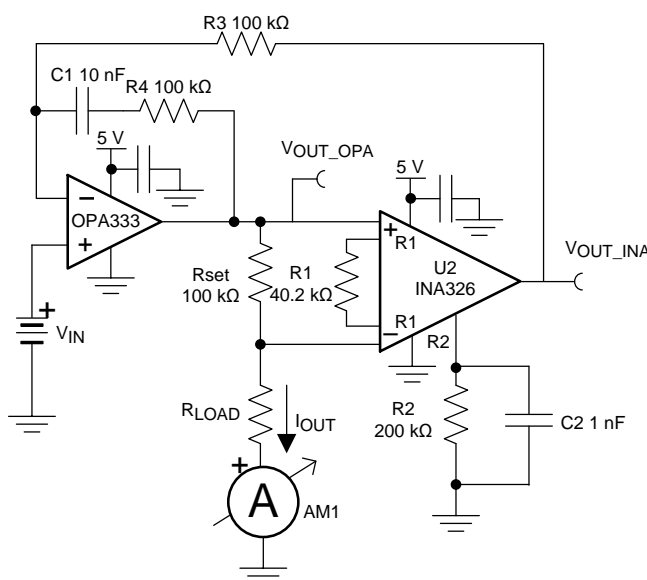 R3 100 kΩ
C1 10 nF
R4 100 kΩ
5 V
VOUT_OPA
5 V
−
OPA333
+
+
R1
U2
INA326
−
R1
R2
VOUT_INA
Rset
100 kΩ
R1
40.2 kΩ
+
VIN
RLOAD
IOUT
R2
200 kΩ
C2 1 nF
+
A
AM1